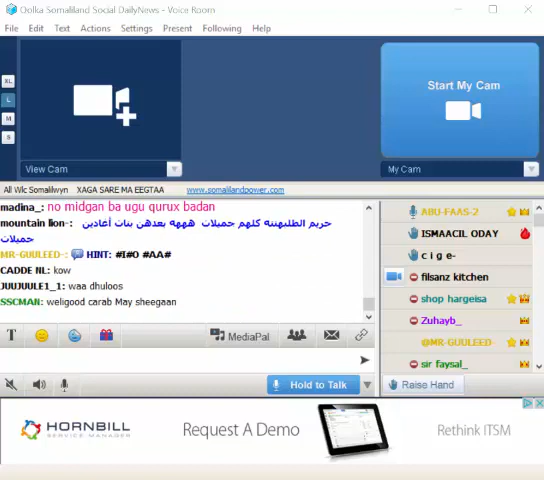 Oolka Somaliland Social DailyNews - Voice Room
File Edit Text Actions Settings Present Following Help
XL
L
M
S
Start My Cam
View Cam
My Cam
All Wlc Somalilwyn XAGA SARE MA EEGTAA www.somalilandpower.com
madina_: no midgan ba ugu qurux badan
mountain lion-: حريم الطلبهنته كلهم جميلات هههه بعدهن بنات أغادين
جميلات
MR-GUULEED-: HINT: #I#O #AA#
CADDE NL: kow
JUUJUULE1_1: waa dhuloos
SSCMAN: weligood carab May sheegaan
ABU-FAAS-2
ISMAACIL ODAY
c i g e-
filsanz kitchen
shop hargeisa
Zuhayb_
@MR-GUULEED-
sir faysal_
T
MediaPal
Hold to Talk
Raise Hand
HORNBILL
SERVICE MANAGER
Request A Demo
Rethink ITSM